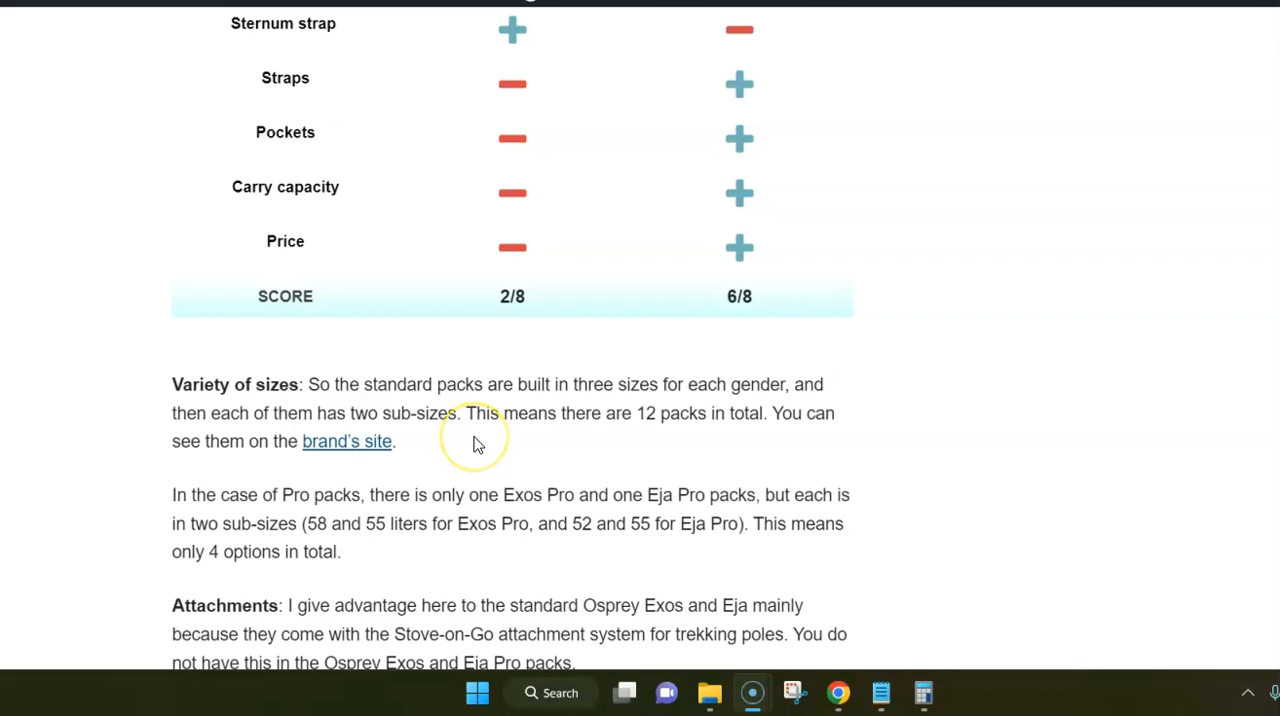 Sternum strap
Straps
Pockets
Carry capacity
Price
SCORE 2/8 6/8
Variety of sizes: So the standard packs are built in three sizes for each gender, and
then each of them has two sub-sizes. This means there are 12 packs in total. You can
see them on the brand’s site.
In the case of Pro packs, there is only one Exos Pro and one Eja Pro packs, but each is
in two sub-sizes (58 and 55 liters for Exos Pro, and 52 and 55 for Eja Pro). This means
only 4 options in total.
Attachments: I give advantage here to the standard Osprey Exos and Eja mainly
because they come with the Stove-on-Go attachment system for trekking poles. You do
not have this in the Osprey Exos and Eja Pro packs.
Search